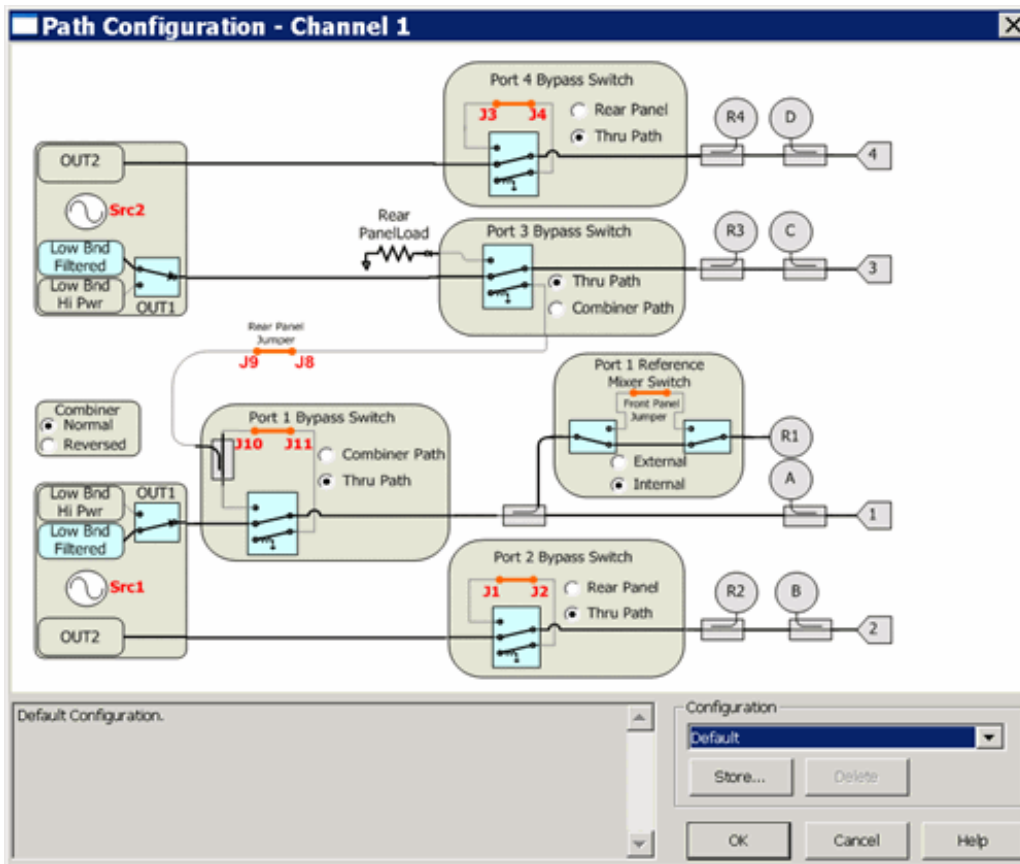 Path Configuration - Channel 1
Port 4 Bypass Switch
J3 J4
Rear Panel
Thru Path
R4
D
4
OUT2
Src2
Low Bnd
Filtered
Low Bnd
Hi Pwr
OUT1
Rear
PanelLoad
Port 3 Bypass Switch
Thru Path
Combiner Path
R3
C
3
Rear Panel
Jumper
J9 J8
Port 1 Reference
Mixer Switch
Front Panel
Jumper
External
Internal
R1
A
1
Combiner
Normal
Reversed
Port 1 Bypass Switch
J10 J11
Combiner Path
Thru Path
Low Bnd
Hi Pwr
OUT1
Low Bnd
Filtered
Src1
OUT2
Port 2 Bypass Switch
J1 J2
Rear Panel
Thru Path
R2
B
2
Default Configuration.
Configuration
Default
Store...
Delete
OK
Cancel
Help